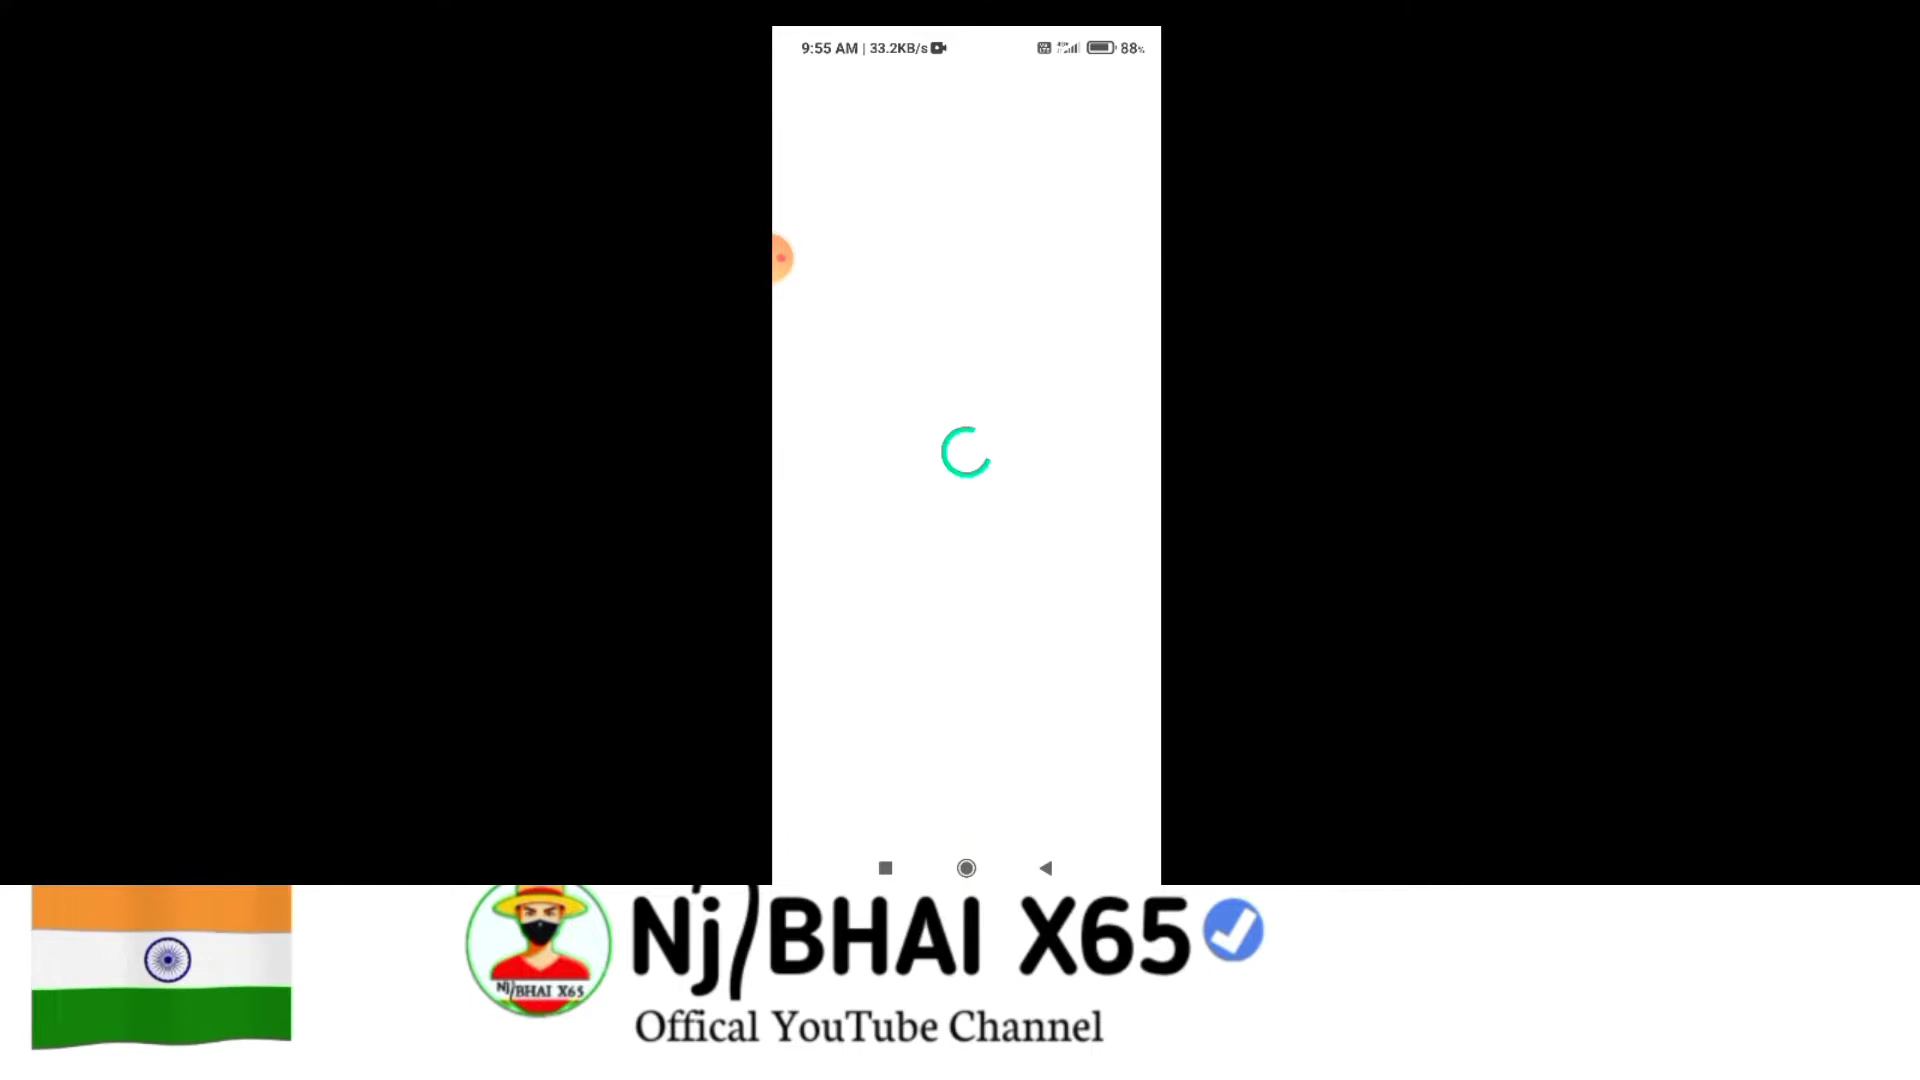 9:55 AM | 33.2KB/s
88%
Nj/BHAI X65
Nj/BHAI X65
Offical YouTube Channel